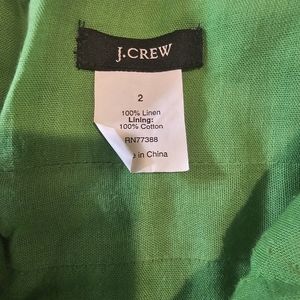 J.CREW
2
100% Linen
Lining:
100% Cotton
RN77388
in China